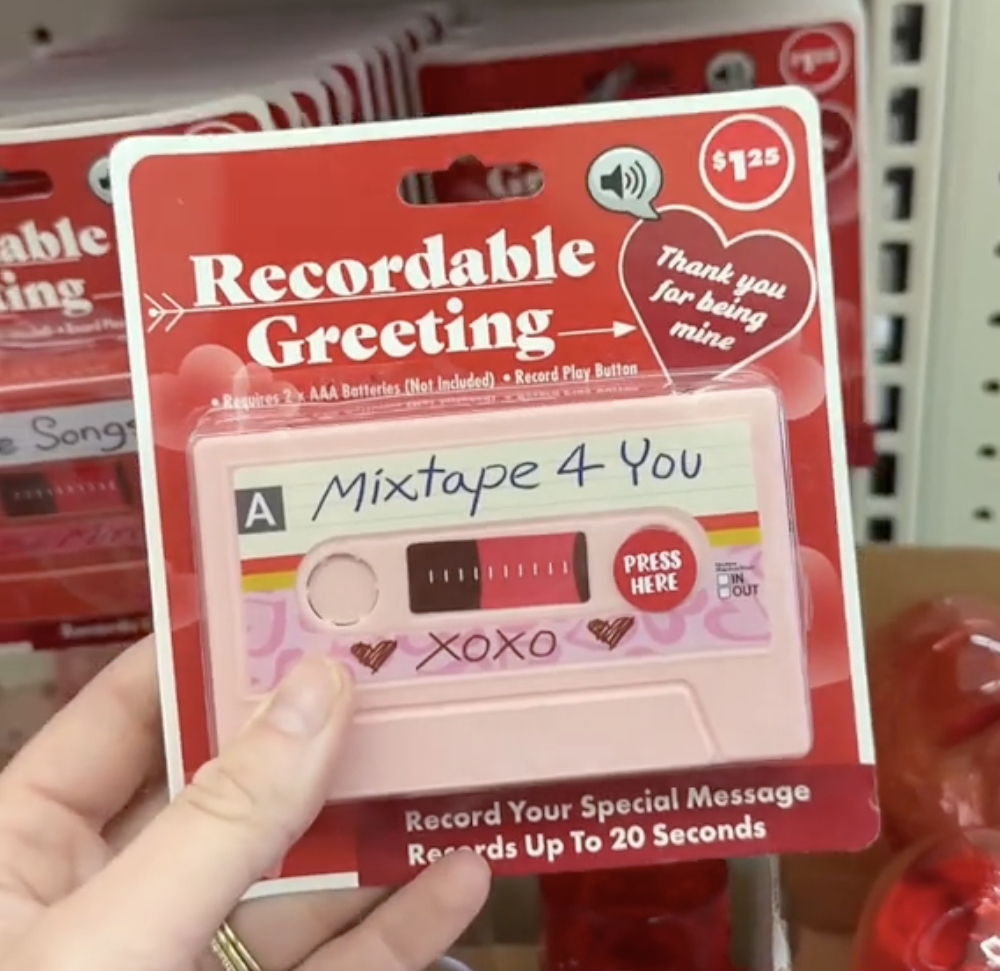 $1.25
Recordable
Greeting
Thank you
for being
mine
• Requires 2 x AAA Batteries (Not Included) • Record Play Button
A
Mixtape 4 You
PRESS
HERE
IN
OUT
XOXO
Record Your Special Message
Records Up To 20 Seconds
able
ing
e Songs